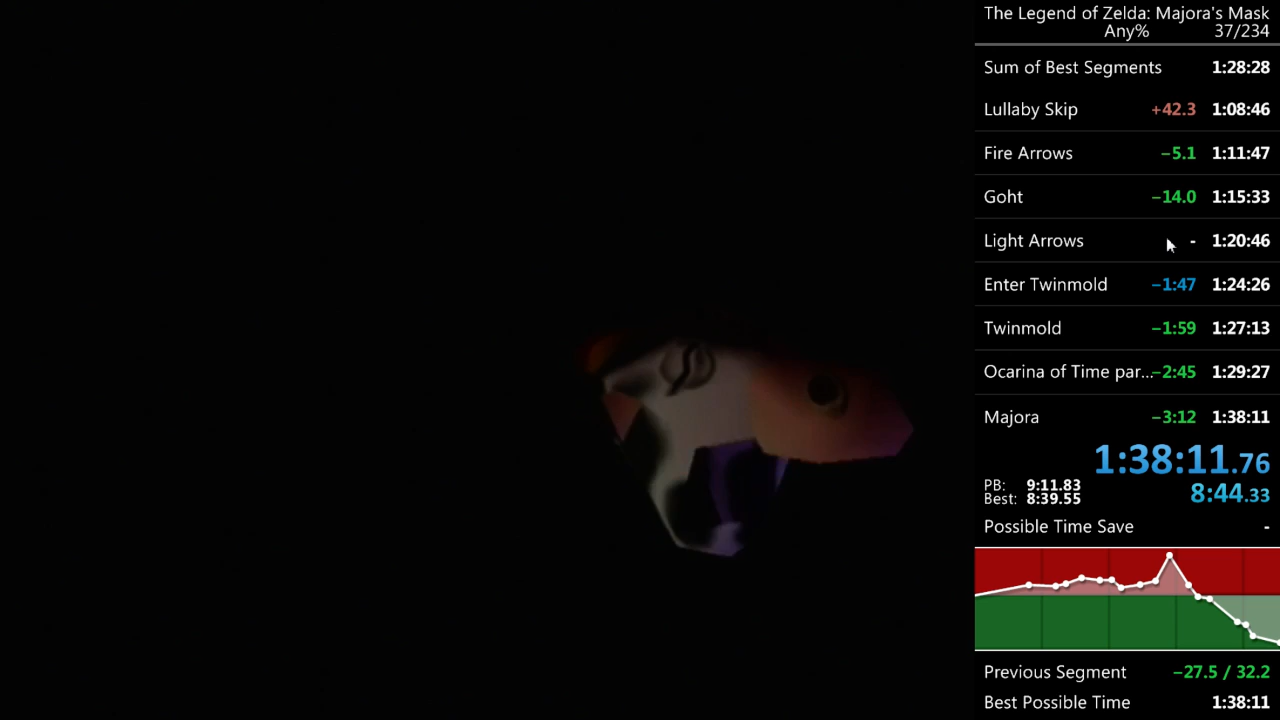 The Legend of Zelda: Majora's Mask
Any% 37/234
Sum of Best Segments 1:28:28
Lullaby Skip +42.3 1:08:46
Fire Arrows −5.1 1:11:47
Goht −14.0 1:15:33
Light Arrows - 1:20:46
Enter Twinmold −1:47 1:24:26
Twinmold −1:59 1:27:13
Ocarina of Time par... −2:45 1:29:27
Majora −3:12 1:38:11
1:38:11.76
PB: 9:11.83
Best: 8:39.55 8:44.33
Possible Time Save -
Previous Segment −27.5 / 32.2
Best Possible Time 1:38:11